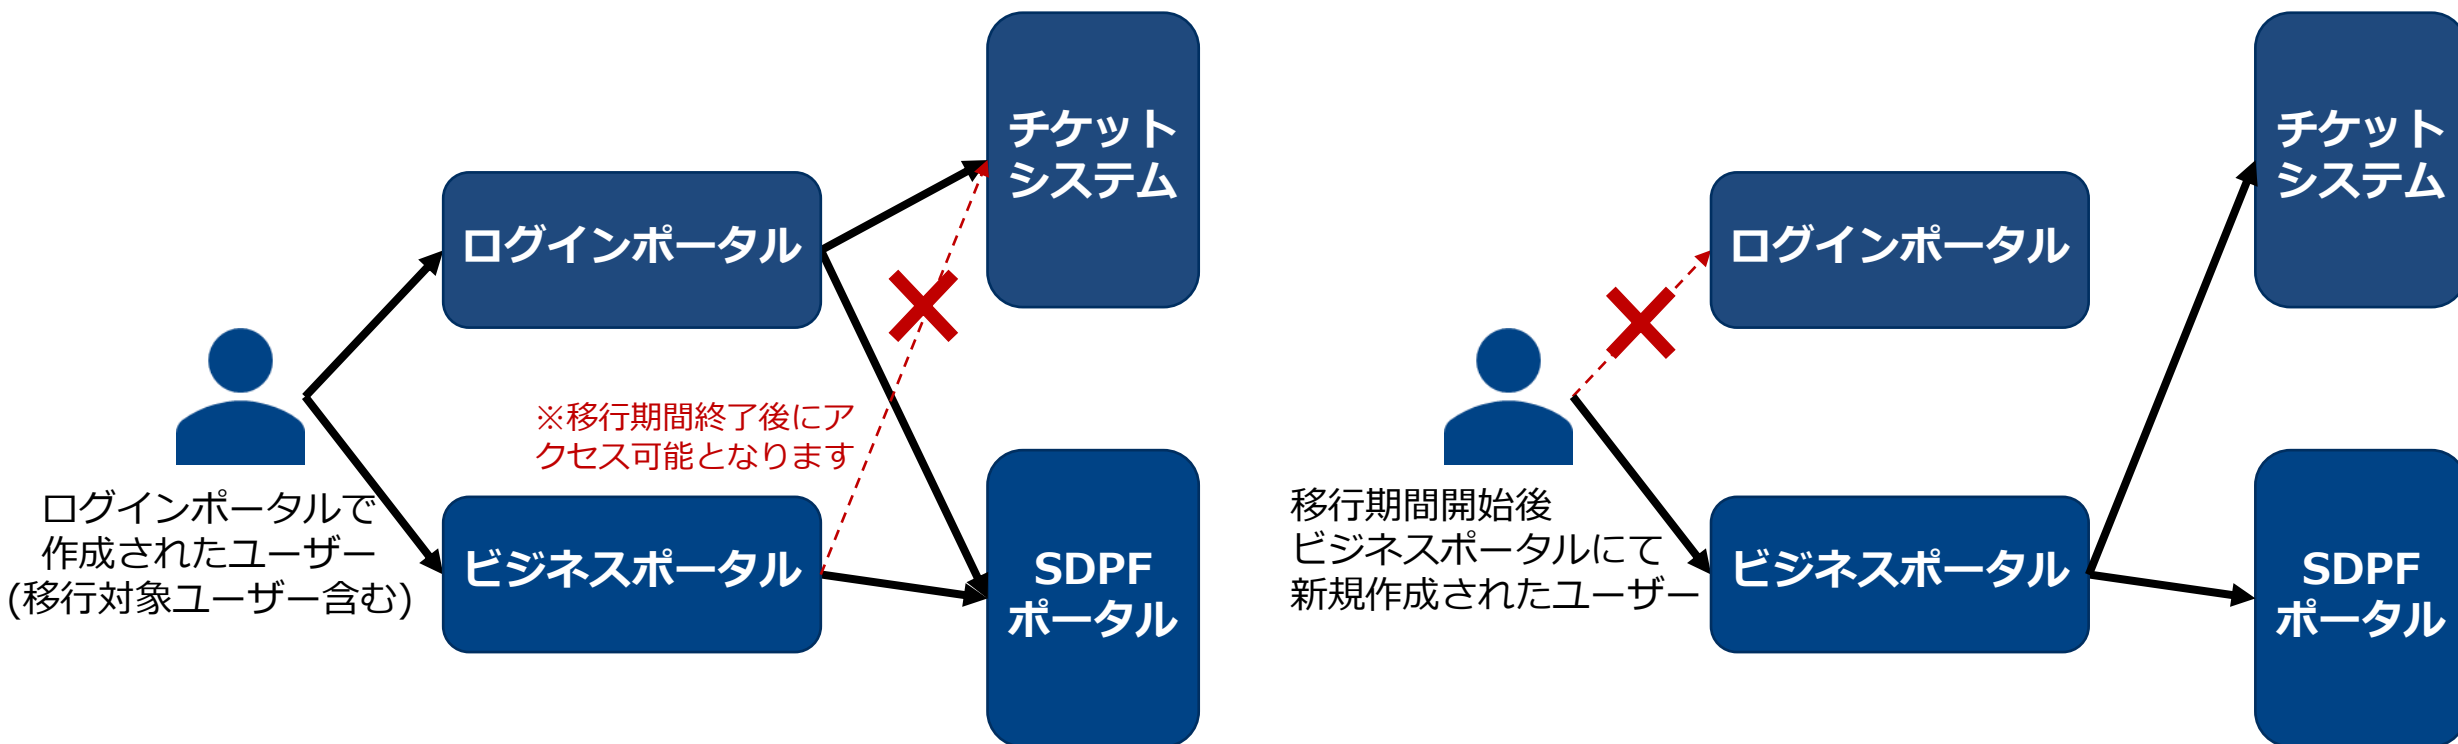 チケット
システム
ログインポータル
※移行期間終了後にア
クセス可能となります
ログインポータルで
作成されたユーザー
(移行対象ユーザー含む)
ビジネスポータル
SDPF
ポータル
チケット
システム
ログインポータル
移行期間開始後
ビジネスポータルにて
新規作成されたユーザー
ビジネスポータル
SDPF
ポータル